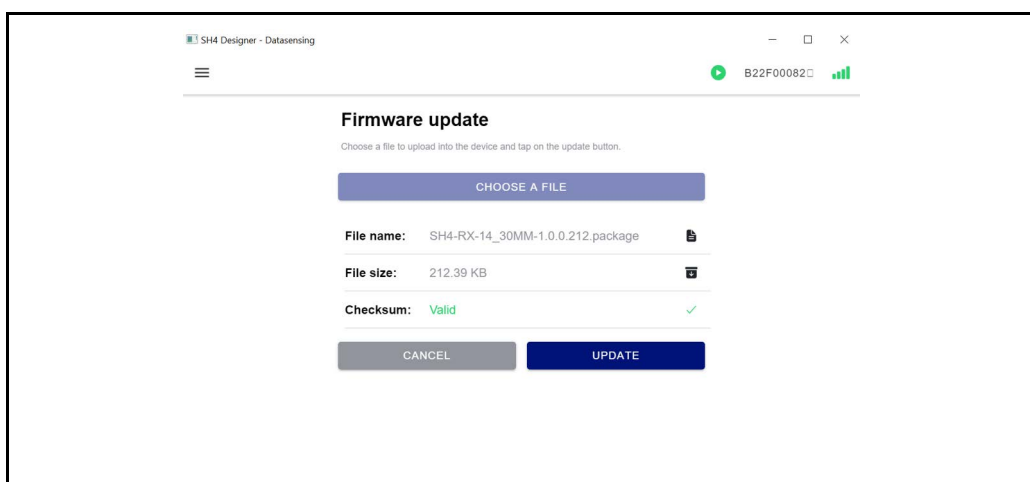 SH4 Designer - Datasensing
B22F00082
Firmware update
Choose a file to upload into the device and tap on the update button.
CHOOSE A FILE
File name: SH4-RX-14_30MM-1.0.0.212.package
File size: 212.39 KB
Checksum: Valid
CANCEL UPDATE